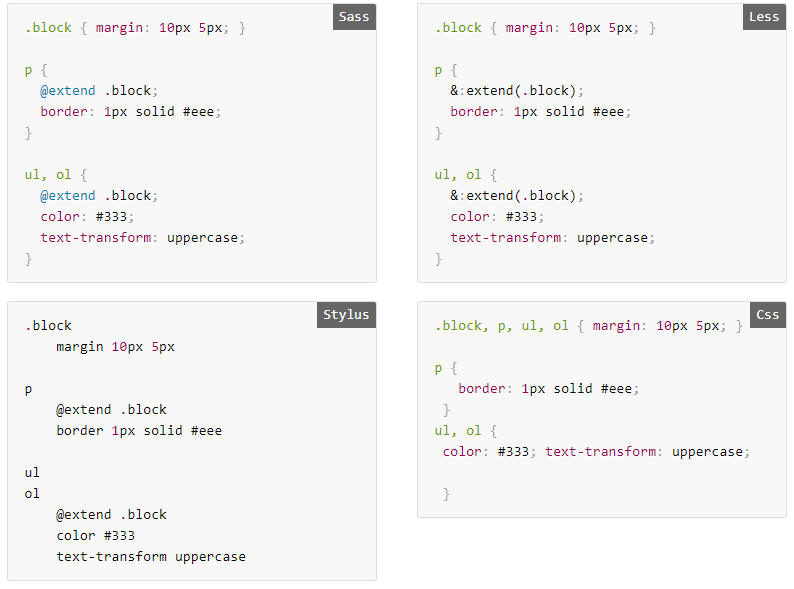 Sass
.block { margin: 10px 5px; }
p {
@extend .block;
border: 1px solid #eee;
}
ul, ol {
@extend .block;
color: #333;
text-transform: uppercase;
}
Less
.block { margin: 10px 5px; }
p {
&:extend(.block);
border: 1px solid #eee;
}
ul, ol {
&:extend(.block);
color: #333;
text-transform: uppercase;
}
Stylus
.block
margin 10px 5px
p
@extend .block
border 1px solid #eee
ul
ol
@extend .block
color #333
text-transform uppercase
Css
.block, p, ul, ol { margin: 10px 5px; }
p {
border: 1px solid #eee;
}
ul, ol {
color: #333; text-transform: uppercase;
}